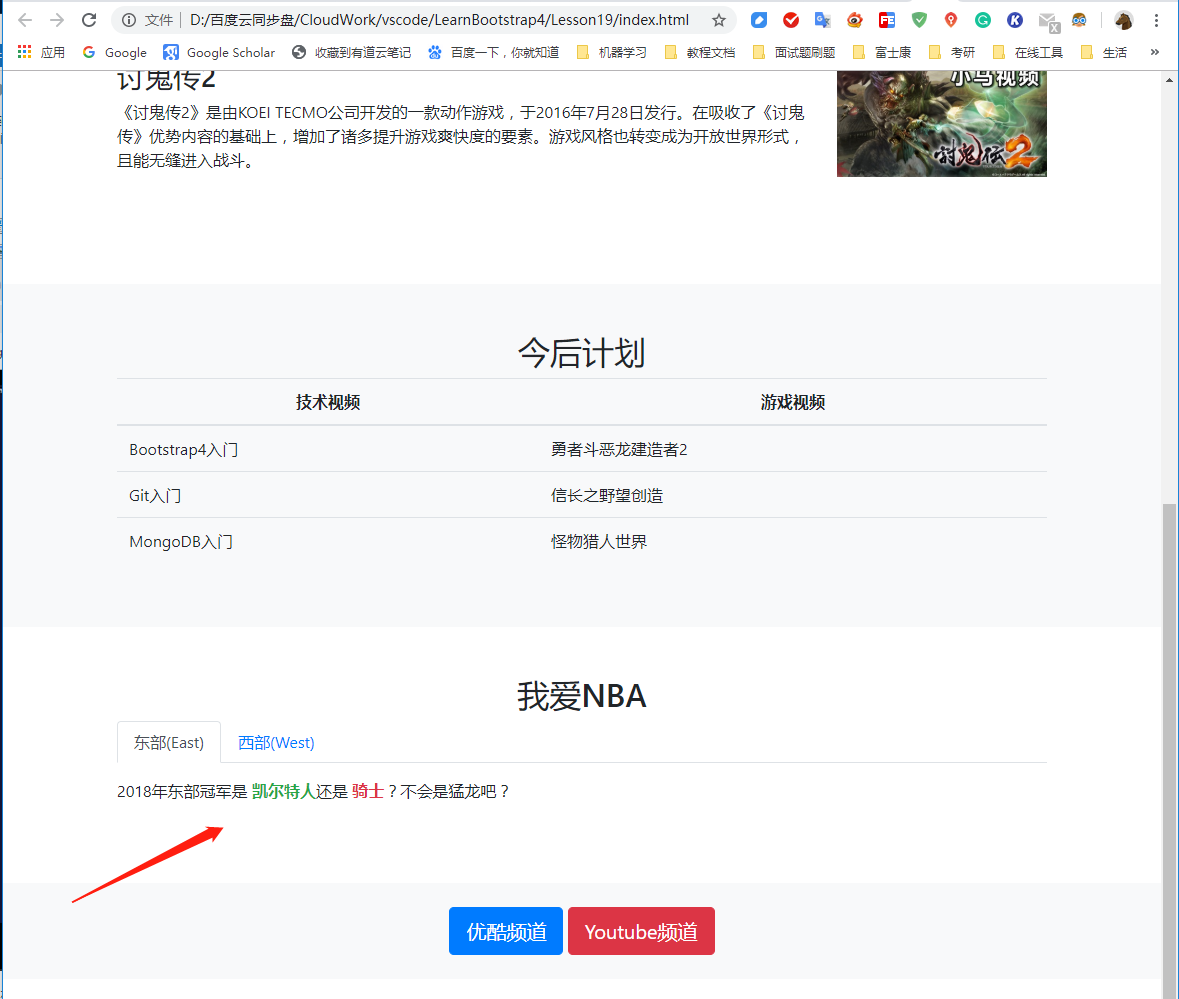 文件 D:/百度云同步盘/CloudWork/vscode/LearnBootstrap4/Lesson19/index.html
应用 Google Google Scholar 收藏到有道云笔记 百度一下，你就知道 机器学习 教程文档 面试题刷题 富士康 考研 在线工具 生活 »
讨鬼传2
小马视频
《讨鬼传2》是由KOEI TECMO公司开发的一款动作游戏，于2016年7月28日发行。在吸收了《讨鬼
传》优势内容的基础上，增加了诸多提升游戏爽快度的要素。游戏风格也转变成为开放世界形式，
且能无缝进入战斗。
討鬼伝2
今后计划
技术视频 游戏视频
Bootstrap4入门 勇者斗恶龙建造者2
Git入门 信长之野望创造
MongoDB入门 怪物猎人世界
我爱NBA
东部(East) 西部(West)
2018年东部冠军是 凯尔特人还是 骑士？不会是猛龙吧？
优酷频道 Youtube频道